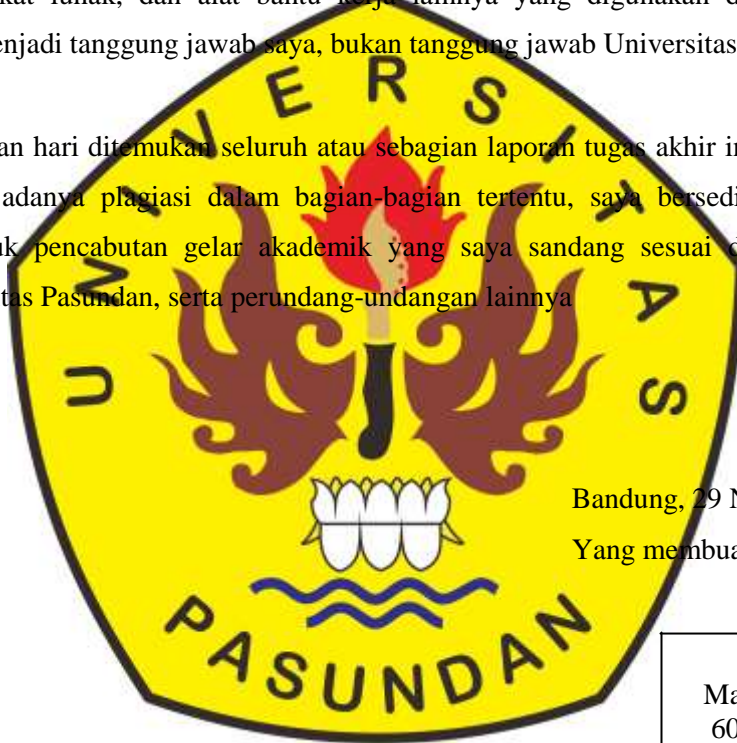 kat lunak, dan alat bantu kerja lainnya yang digunakan d
enjadi tanggung jawab saya, bukan tanggung jawab Universitas
an hari ditemukan seluruh atau sebagian laporan tugas akhir in
adanya plagiasi dalam bagian-bagian tertentu, saya bersedi
uk pencabutan gelar akademik yang saya sandang sesuai d
tas Pasundan, serta perundang-undangan lainnya
UNIVERSITAS
PASUNDAN
Bandung, 29 N
Yang membua
Ma
60